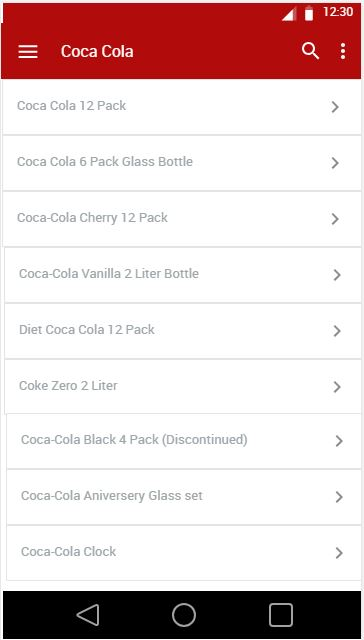 12:30
Coca Cola
Coca Cola 12 Pack
Coca Cola 6 Pack Glass Bottle
Coca-Cola Cherry 12 Pack
Coca-Cola Vanilla 2 Liter Bottle
Diet Coca Cola 12 Pack
Coke Zero 2 Liter
Coca-Cola Black 4 Pack (Discontinued)
Coca-Cola Aniversery Glass set
Coca-Cola Clock